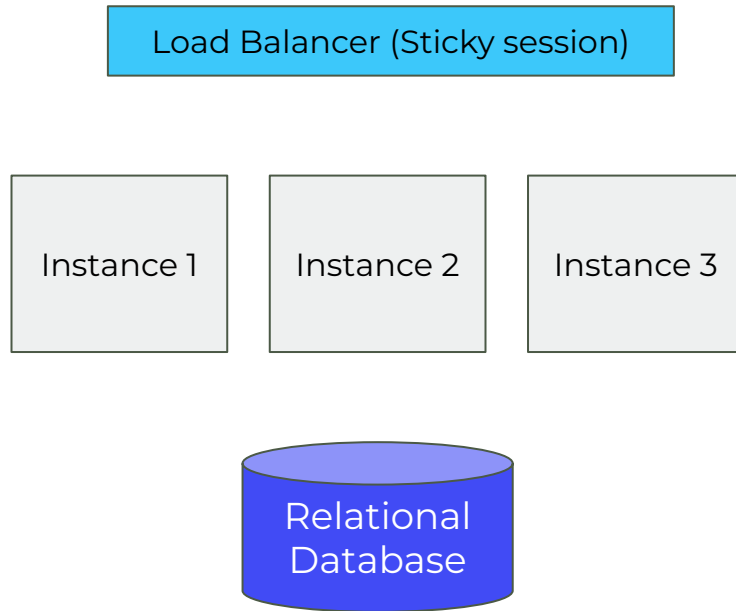 Load Balancer (Sticky session)
Instance 1
Instance 2
Instance 3
Relational
Database